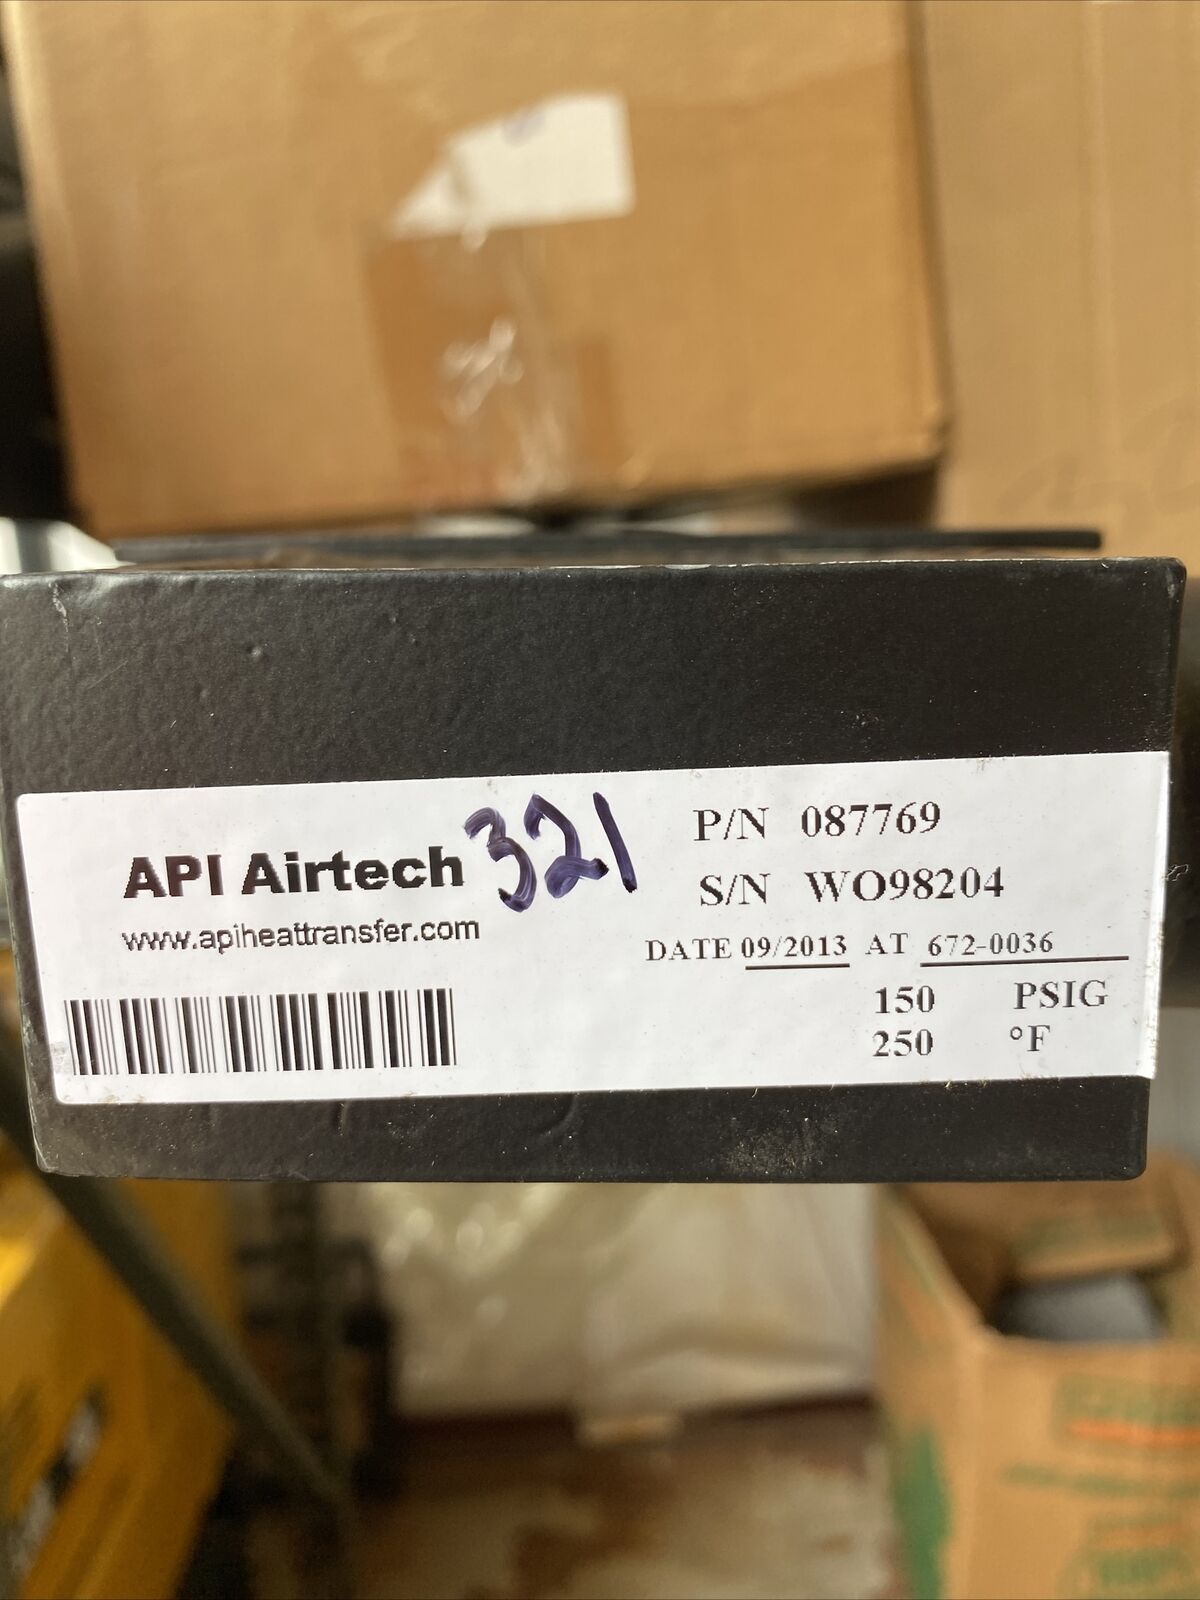 API Airtech 321
www.apiheattransfer.com
P/N 087769
S/N WO98204
DATE 09/2013 AT 672-0036
150 PSIG
250 °F